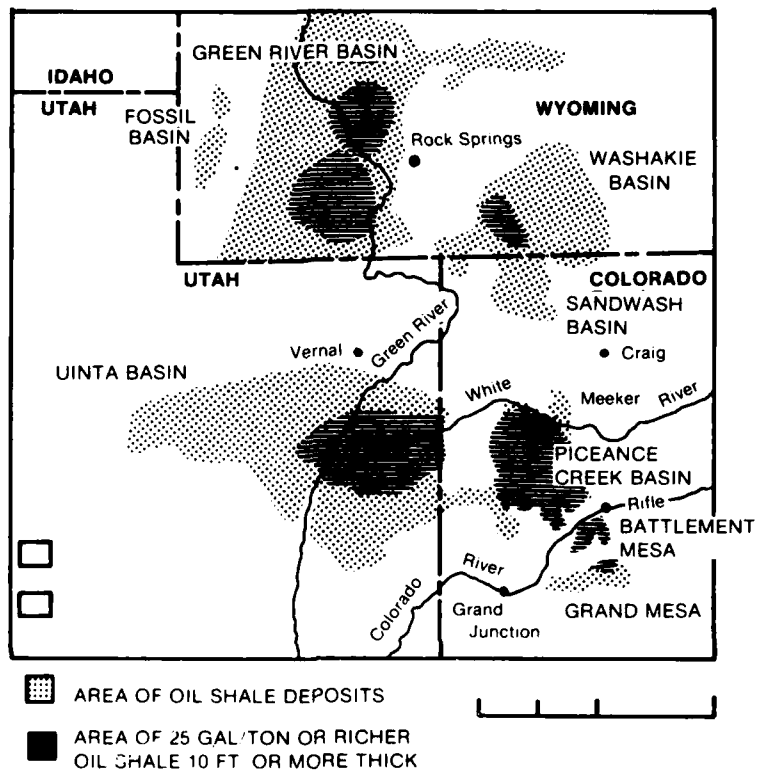 GREEN RIVER BASIN
IDAHO
UTAH
FOSSIL
BASIN
WYOMING
Rock Springs
WASHAKIE
BASIN
UTAH
COLORADO
SANDWASH
BASIN
Vernal
Green River
Craig
UINTA BASIN
White
Meeker
River
PICEANCE
CREEK BASIN
Rifle
BATTLEMENT
MESA
River
Colorado
Grand
Junction
GRAND MESA
AREA OF OIL SHALE DEPOSITS
AREA OF 25 GAL/TON OR RICHER
OIL SHALE 10 FT OR MORE THICK